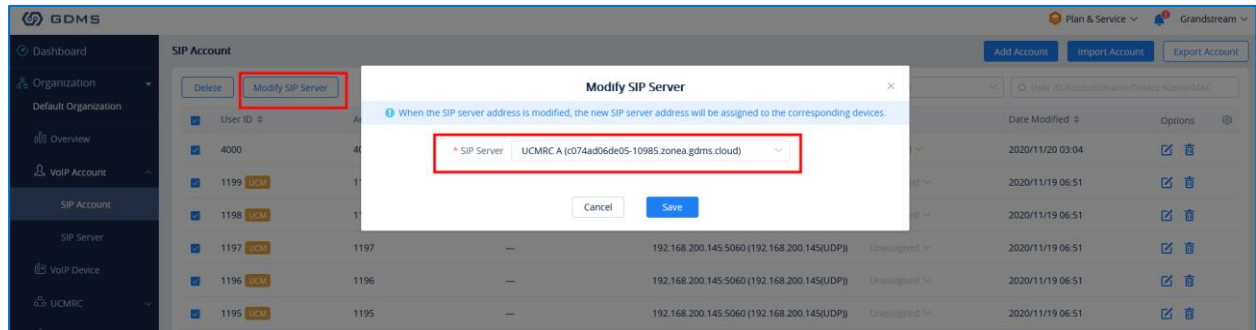 GDMS
Plan & Service
Grandstream
Dashboard
SIP Account
Add Account
Import Account
Export Account
Organization
Default Organization
Delete
Modify SIP Server
Modify SIP Server
When the SIP server address is modified, the new SIP server address will be assigned to the corresponding devices.
* SIP Server UCMRC A (c074ad06de05-10985.zonea.gdms.cloud)
Cancel
Save
User ID
Date Modified
Options
Overview
VoIP Account
SIP Account
SIP Server
VoIP Device
UCMRC
4000 2020/11/20 03:04
1199 UCM 2020/11/19 06:51
1198 UCM 2020/11/19 06:51
1197 UCM 1197 — 192.168.200.145:5060 (192.168.200.145(UDP)) Unassigned 2020/11/19 06:51
1196 UCM 1196 — 192.168.200.145:5060 (192.168.200.145(UDP)) Unassigned 2020/11/19 06:51
1195 UCM 1195 — 192.168.200.145:5060 (192.168.200.145(UDP)) Unassigned 2020/11/19 06:51